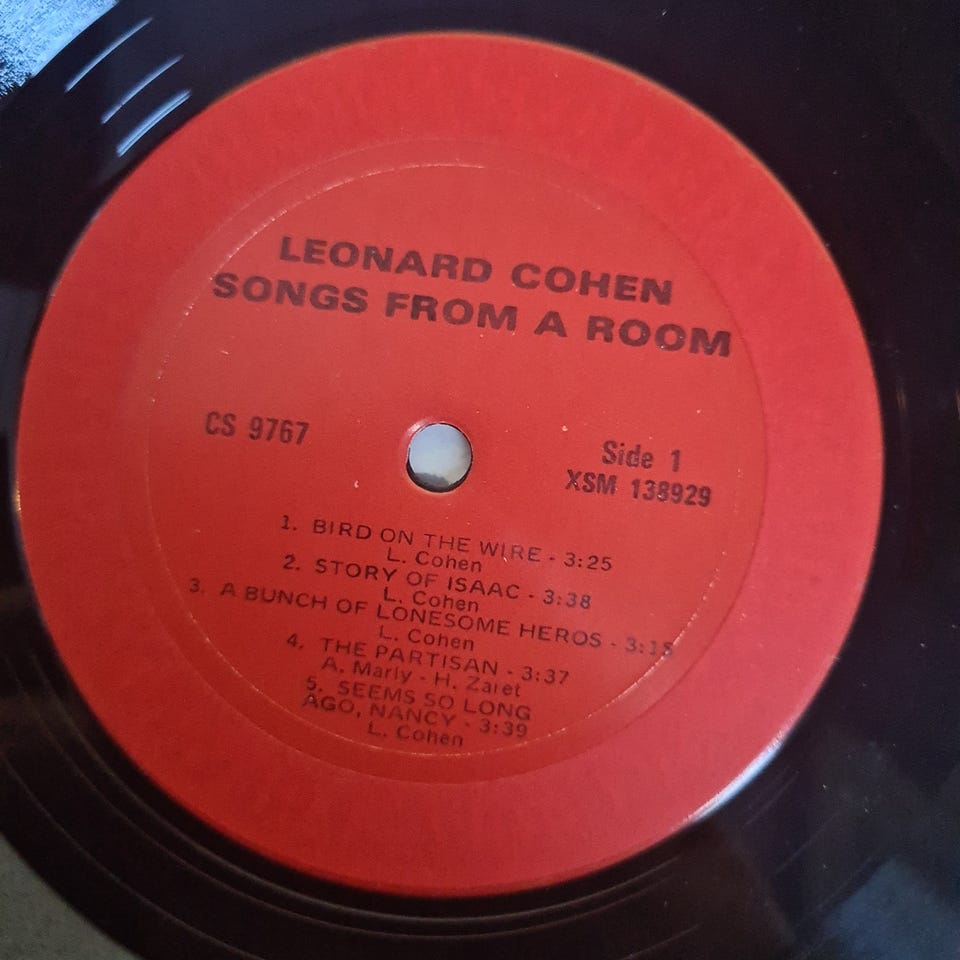 LEONARD COHEN
SONGS FROM A ROOM
CS 9767
Side 1
XSM 138929
1. BIRD ON THE WIRE - 3:25
L. Cohen
2. STORY OF ISAAC - 3:38
L. Cohen
3. A BUNCH OF LONESOME HEROS - 3:18
L. Cohen
4. THE PARTISAN - 3:37
A. Marly - H. Zaret
5. SEEMS SO LONG
AGO, NANCY - 3:39
L. Cohen